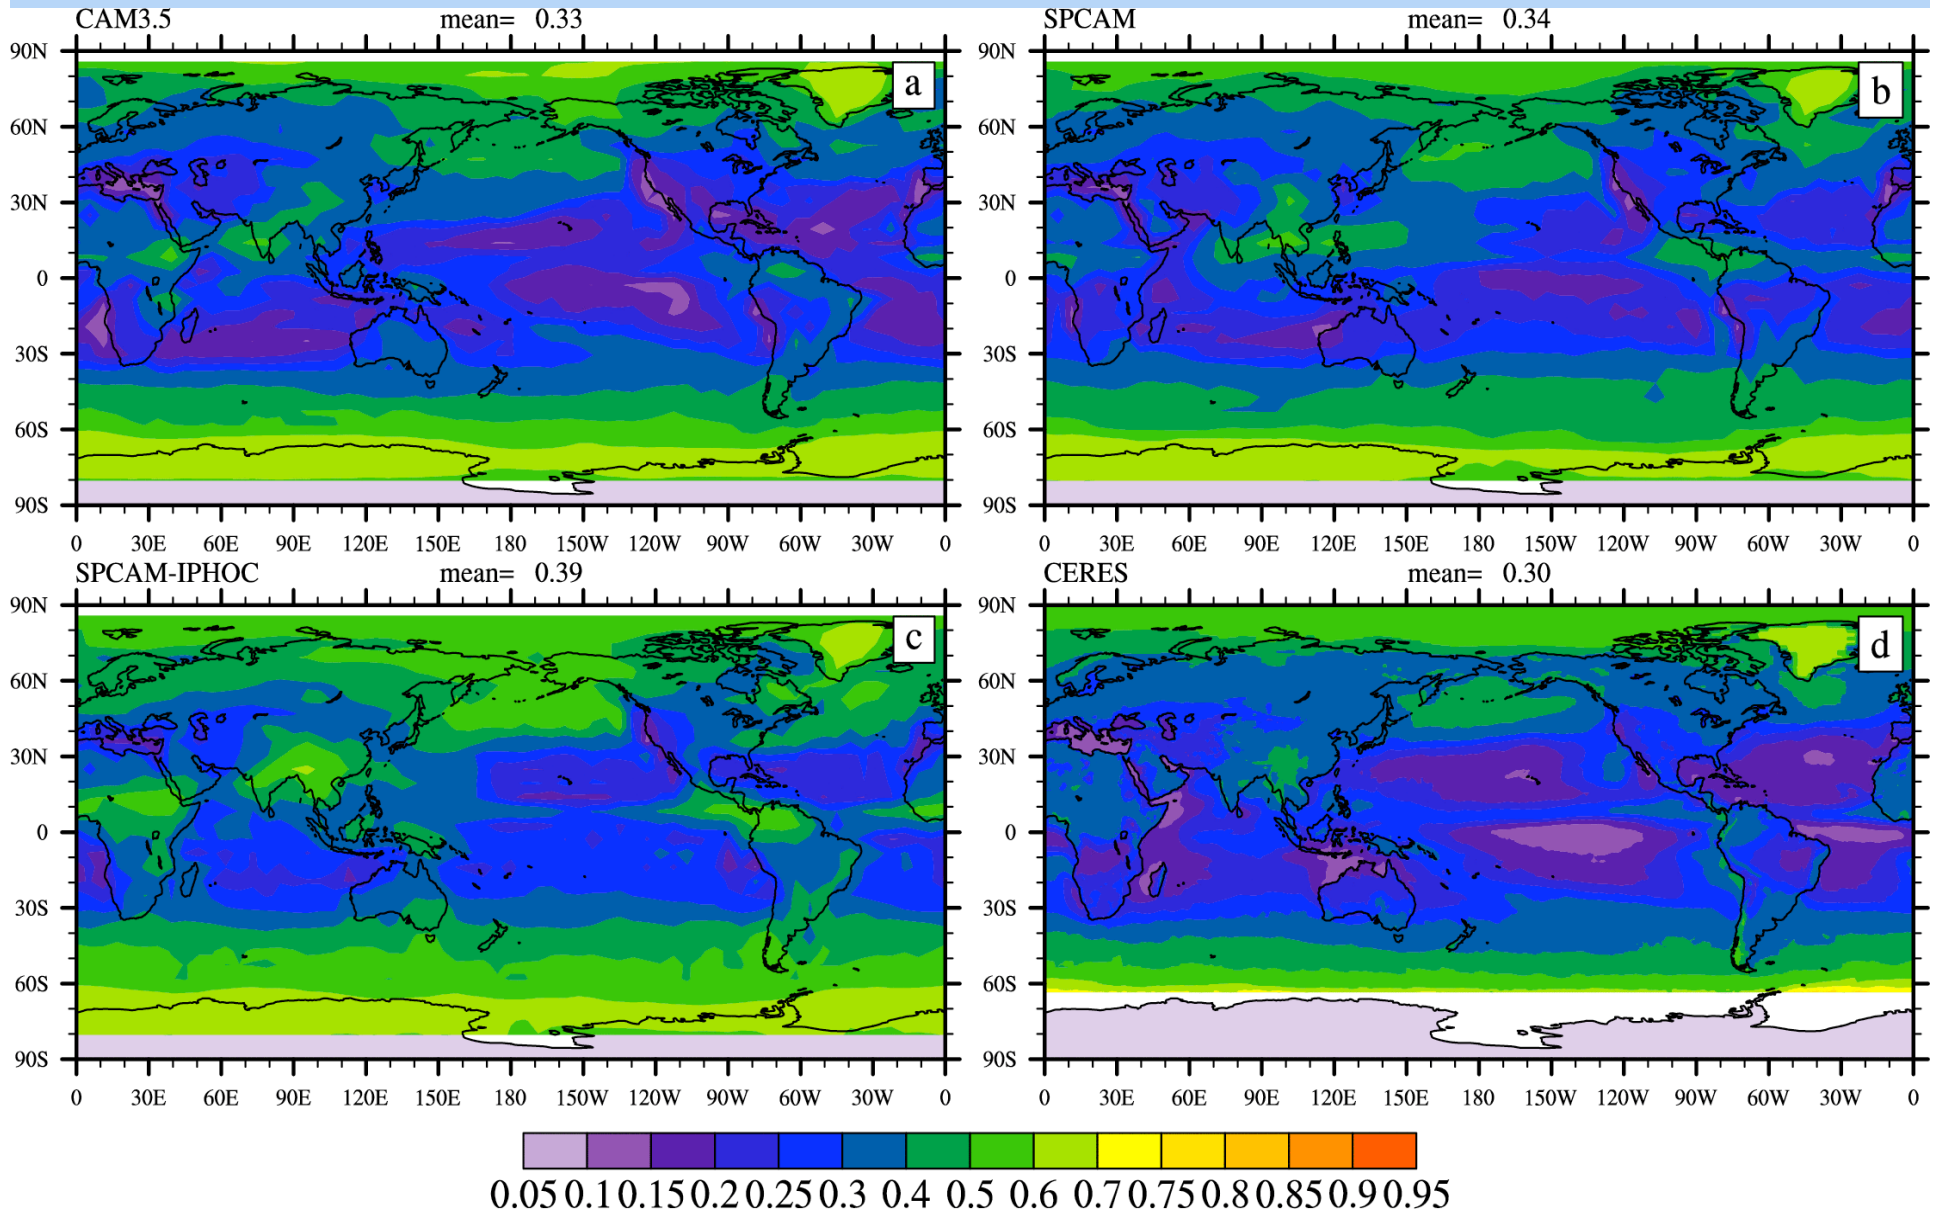 CAM3.5 mean= 0.33
a
90N
60N
30N
0
30S
60S
90S
0 30E 60E 90E 120E 150E 180 150W 120W 90W 60W 30W 0
SPCAM mean= 0.34
b
90N
60N
30N
0
30S
60S
90S
0 30E 60E 90E 120E 150E 180 150W 120W 90W 60W 30W 0
SPCAM-IPHOC mean= 0.39
c
90N
60N
30N
0
30S
60S
90S
0 30E 60E 90E 120E 150E 180 150W 120W 90W 60W 30W 0
CERES mean= 0.30
d
90N
60N
30N
0
30S
60S
90S
0 30E 60E 90E 120E 150E 180 150W 120W 90W 60W 30W 0
0.05 0.1 0.15 0.2 0.25 0.3 0.4 0.5 0.6 0.7 0.75 0.8 0.85 0.9 0.95